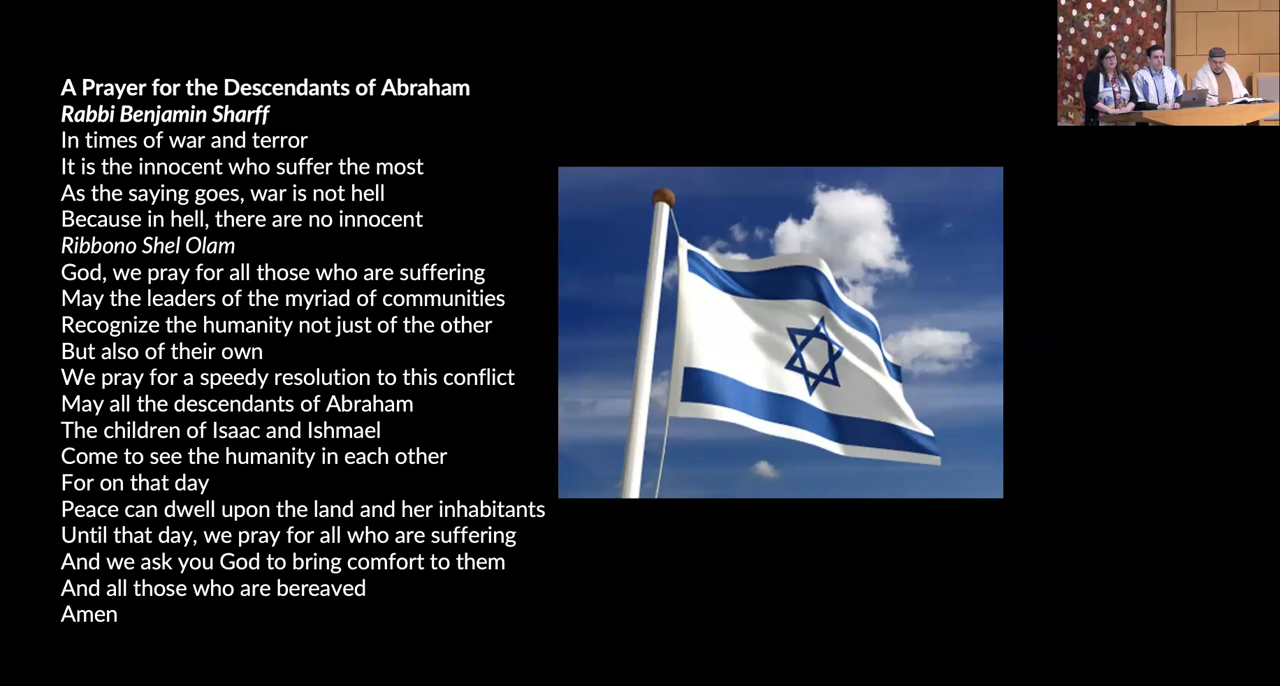 A Prayer for the Descendants of Abraham
Rabbi Benjamin Sharff
In times of war and terror
It is the innocent who suffer the most
As the saying goes, war is not hell
Because in hell, there are no innocent
Ribbono Shel Olam
God, we pray for all those who are suffering
May the leaders of the myriad of communities
Recognize the humanity not just of the other
But also of their own
We pray for a speedy resolution to this conflict
May all the descendants of Abraham
The children of Isaac and Ishmael
Come to see the humanity in each other
For on that day
Peace can dwell upon the land and her inhabitants
Until that day, we pray for all who are suffering
And we ask you God to bring comfort to them
And all those who are bereaved
Amen